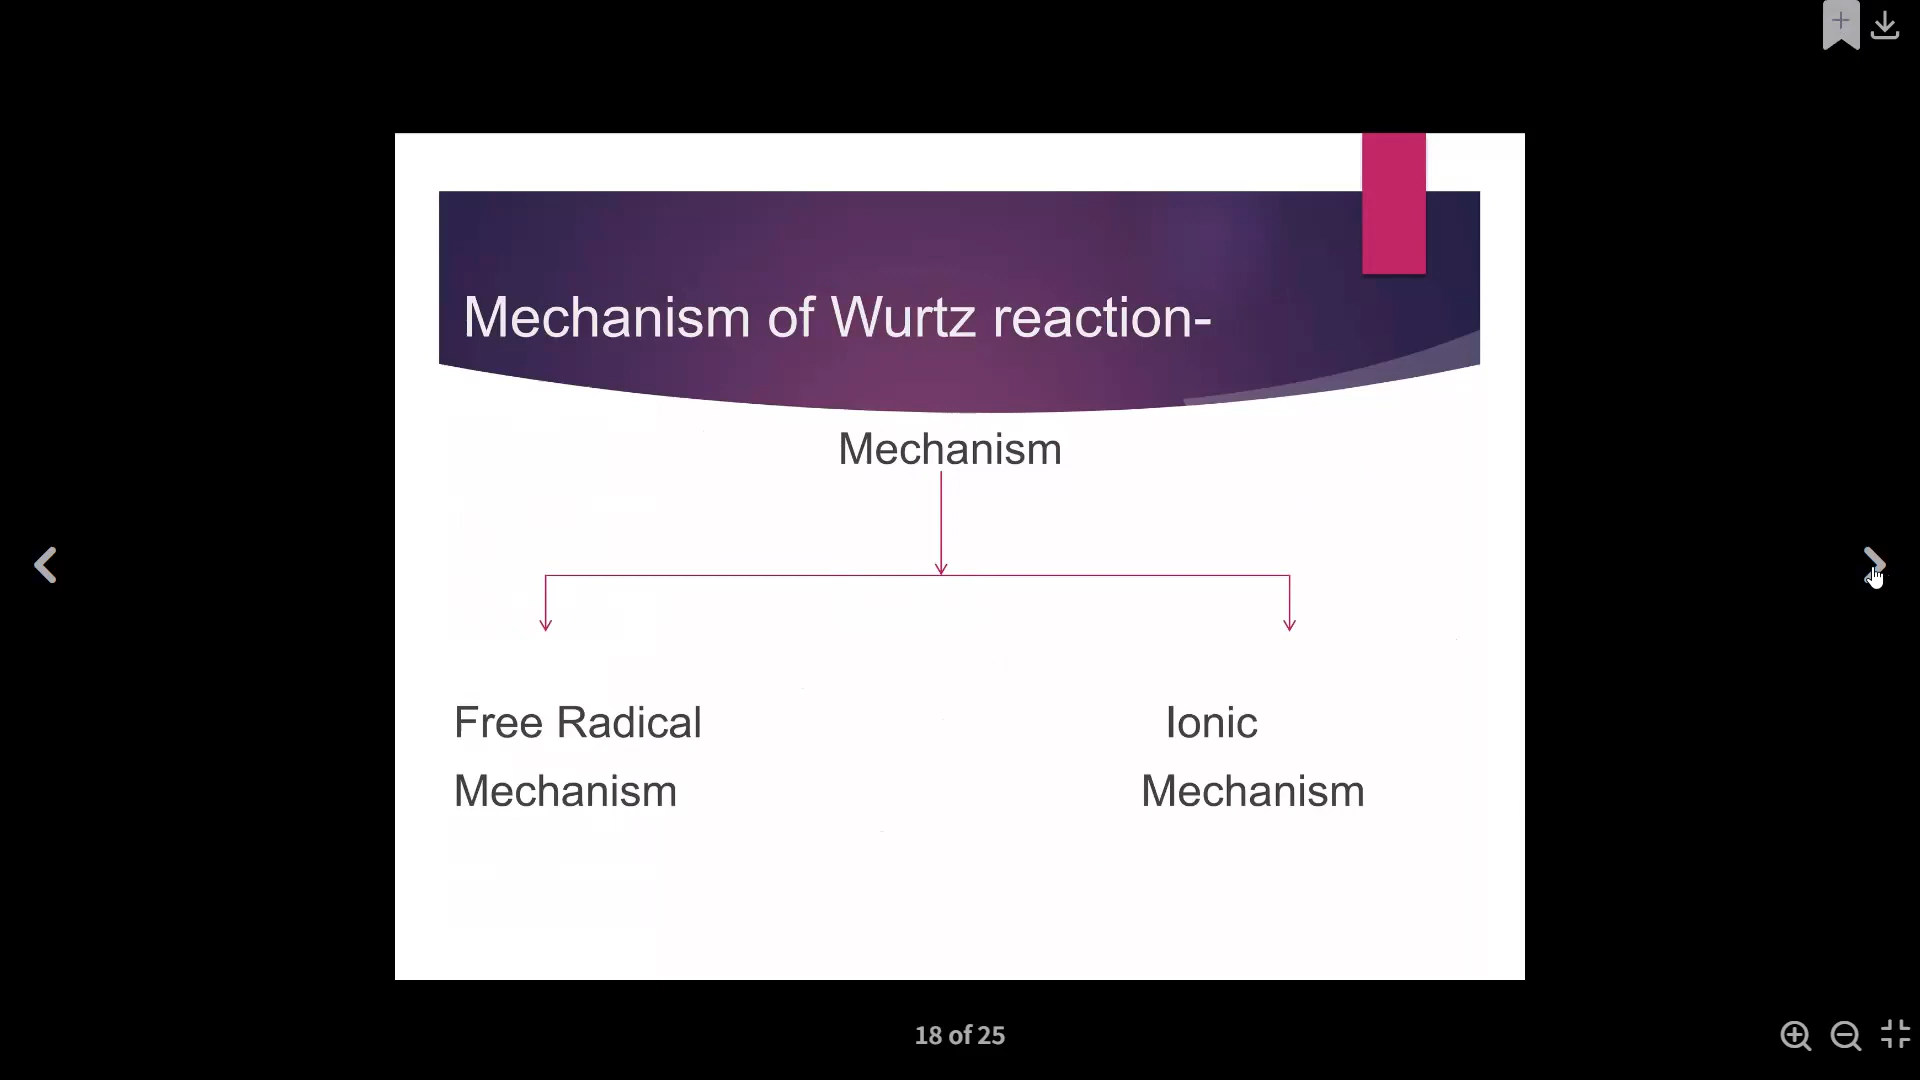 Mechanism of Wurtz reaction-
Mechanism
Free Radical
Mechanism
Ionic
Mechanism
18 of 25